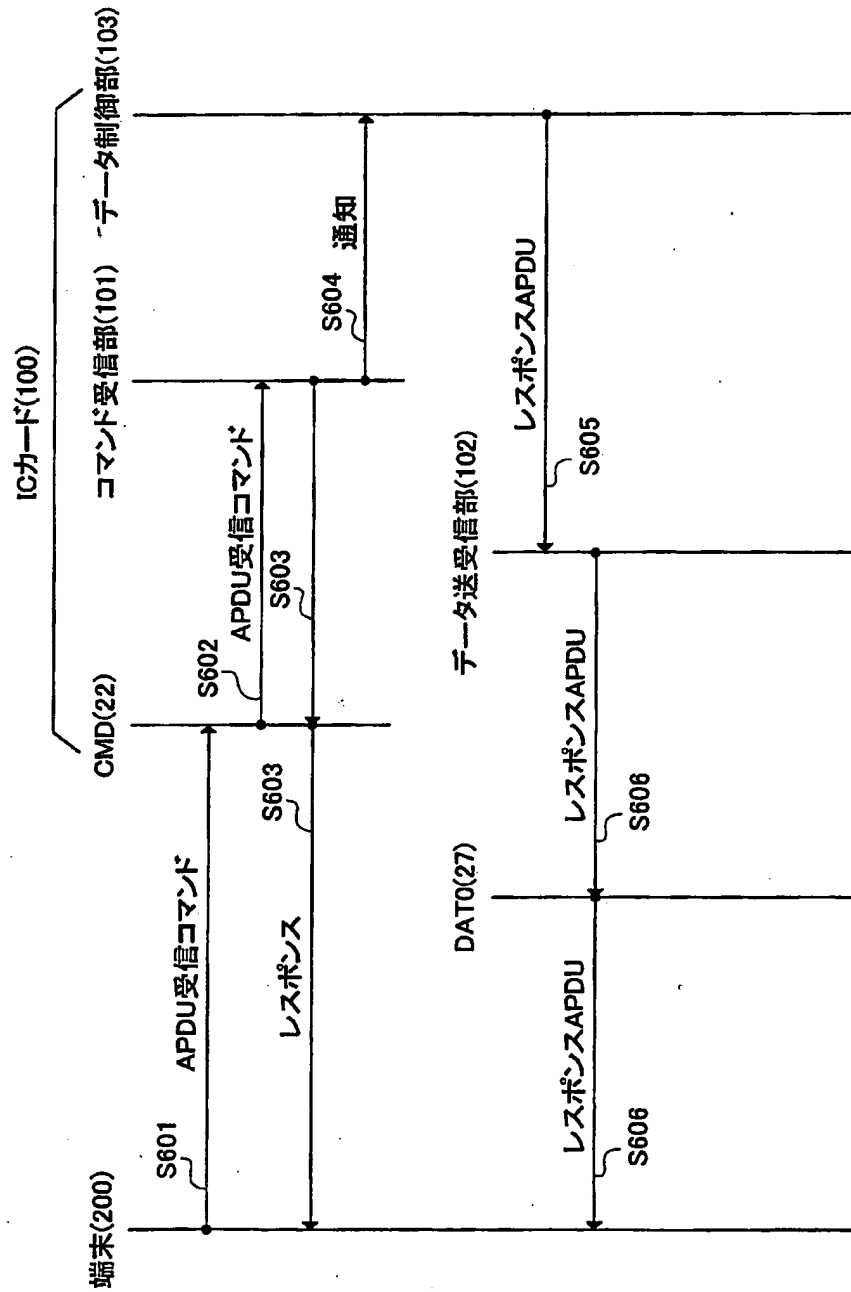 ICカード(100)
端末(200)
CMD(22)
コマンド受信部(101)
データ制御部(103)
S601
APDU受信コマンド
S602
APDU受信コマンド
レスポンス
S603
S603
S604
通知
DAT0(27)
データ送受信部(102)
レスポンスAPDU
S605
レスポンスAPDU
S606
レスポンスAPDU
S606